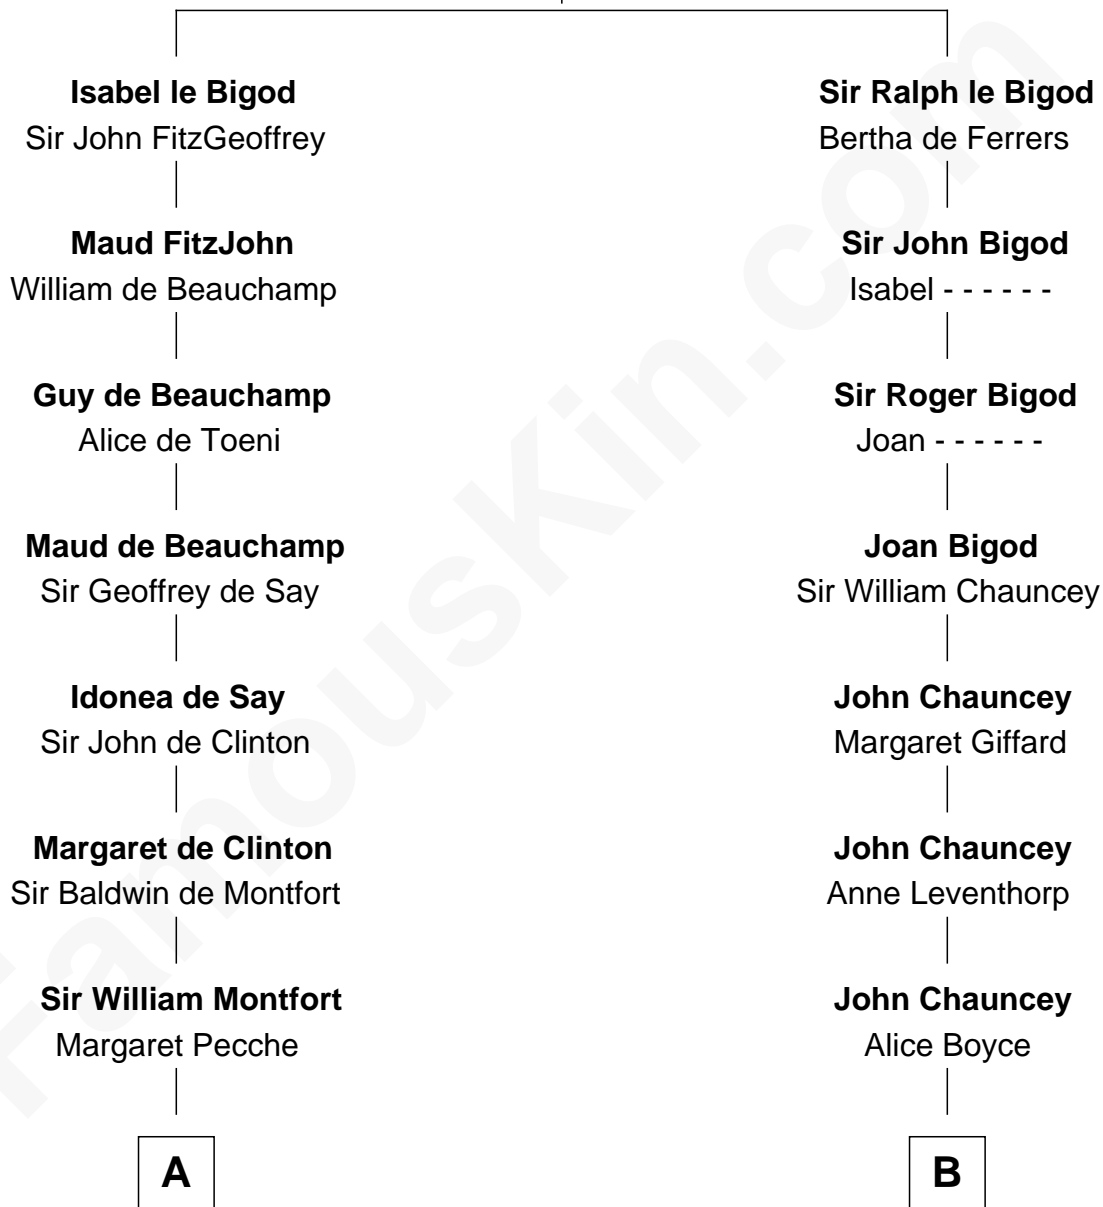 Isabel le Bigod
Sir John FitzGeoffrey
Maud FitzJohn
William de Beauchamp
Guy de Beauchamp
Alice de Toeni
Maud de Beauchamp
Sir Geoffrey de Say
Idonea de Say
Sir John de Clinton
Margaret de Clinton
Sir Baldwin de Montfort
Sir William Montfort
Margaret Pecche
A
Sir Ralph le Bigod
Bertha de Ferrers
Sir John Bigod
Isabel - - - - - -
Sir Roger Bigod
Joan - - - - - -
Joan Bigod
Sir William Chauncey
John Chauncey
Margaret Giffard
John Chauncey
Anne Leventhorp
John Chauncey
Alice Boyce
B
FamousKin.com